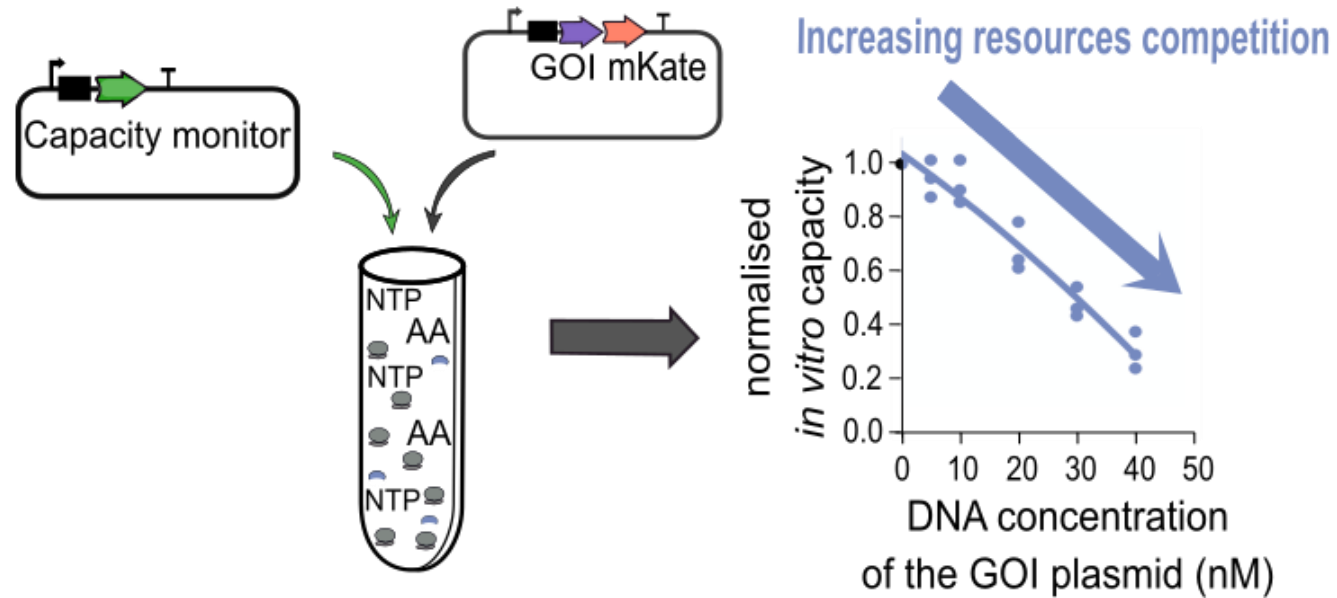 Capacity monitor
GOI mKate
NTP
AA
NTP
AA
NTP
Increasing resources competition
normalised
in vitro capacity
1.0
0.8
0.6
0.4
0.2
0.0
0 10 20 30 40 50
DNA concentration
of the GOI plasmid (nM)